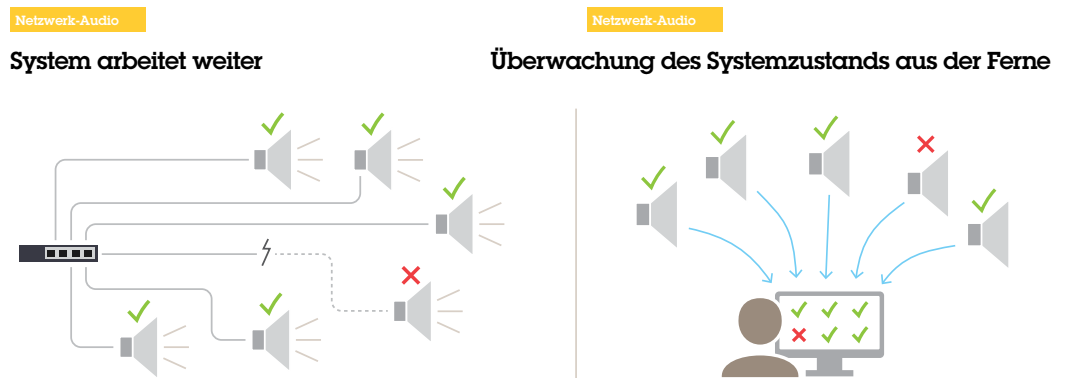 Netzwerk-Audio
System arbeitet weiter
Netzwerk-Audio
Überwachung des Systemzustands aus der Ferne